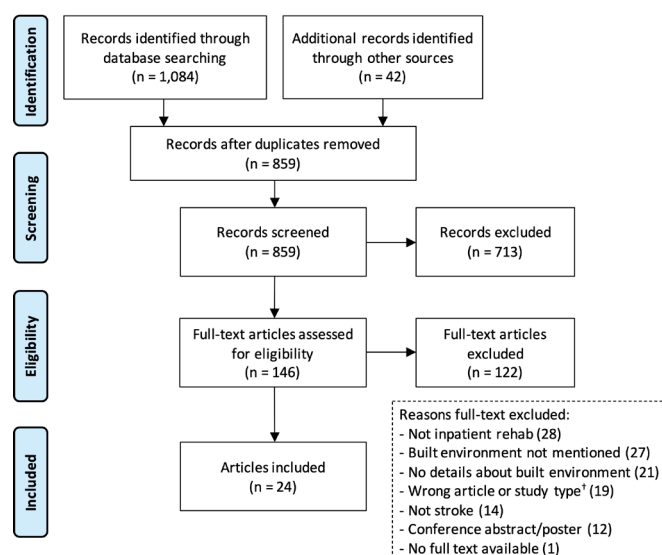 Identification
Records identified through
database searching
(n = 1,084)
Additional records identified
through other sources
(n = 42)
Records after duplicates removed
(n = 859)
Screening
Records screened
(n = 859)
Records excluded
(n = 713)
Eligibility
Full-text articles assessed
for eligibility
(n = 146)
Full-text articles
excluded
(n = 122)
Included
Articles included
(n = 24)
Reasons full-text excluded:
- Not inpatient rehab (28)
- Built environment not mentioned (27)
- No details about built environment (21)
- Wrong article or study type† (19)
- Not stroke (14)
- Conference abstract/poster (12)
- No full text available (1)